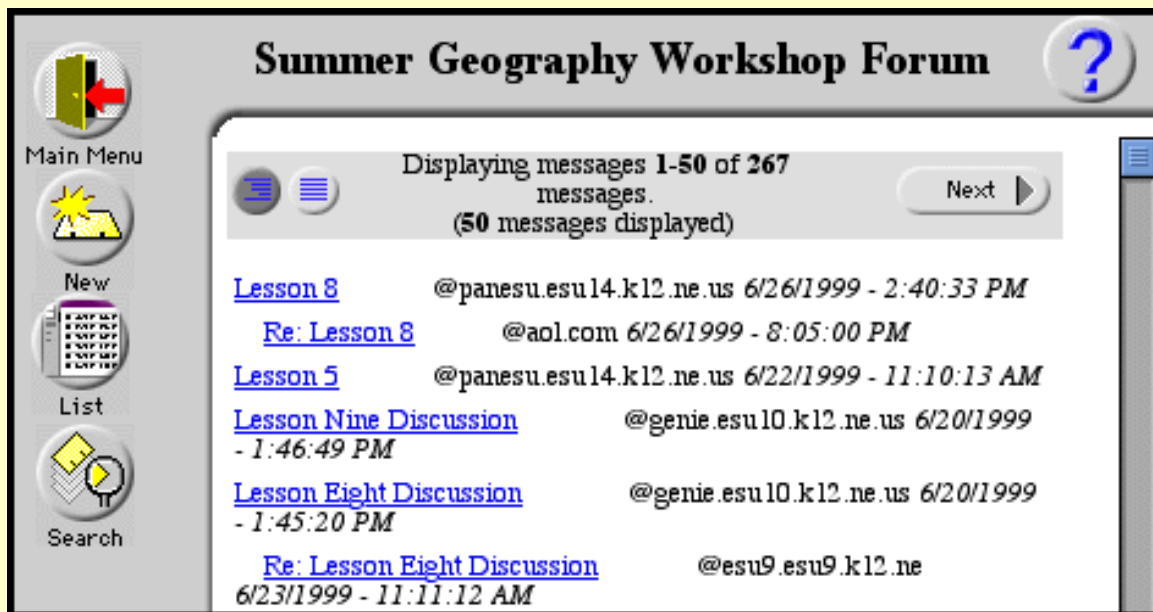 Summer Geography Workshop Forum
?
Main Menu
New
List
Search
Displaying messages 1-50 of 267
messages.
(50 messages displayed)
Next
Lesson 8 @panesu.esu14.k12.ne.us 6/26/1999 - 2:40:33 PM
Re: Lesson 8 @aol.com 6/26/1999 - 8:05:00 PM
Lesson 5 @panesu.esu14.k12.ne.us 6/22/1999 - 11:10:13 AM
Lesson Nine Discussion @genie.esu10.k12.ne.us 6/20/1999
- 1:46:49 PM
Lesson Eight Discussion @genie.esu10.k12.ne.us 6/20/1999
- 1:45:20 PM
Re: Lesson Eight Discussion @esu9.esu9.k12.ne
6/23/1999 - 11:11:12 AM